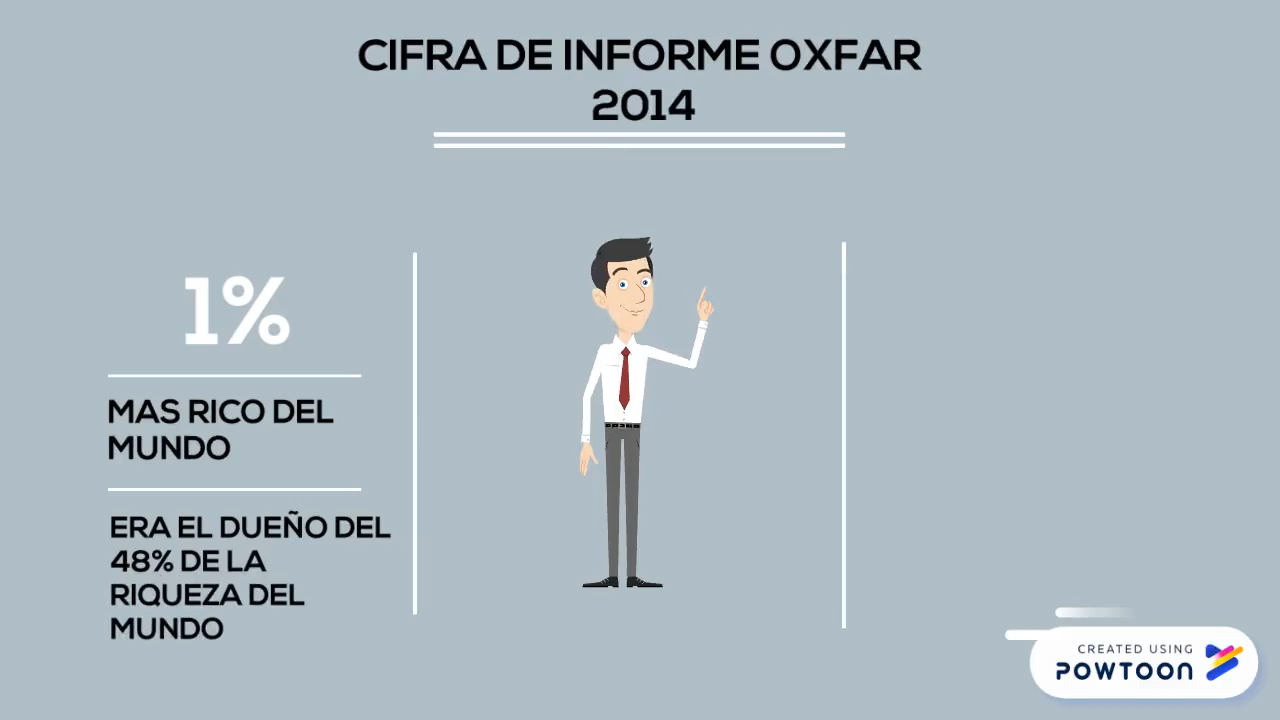 CIFRA DE INFORME OXFAR
2014
1%
MAS RICO DEL
MUNDO
ERA EL DUEÑO DEL
48% DE LA
RIQUEZA DEL
MUNDO
CREATED USING
POWTOON